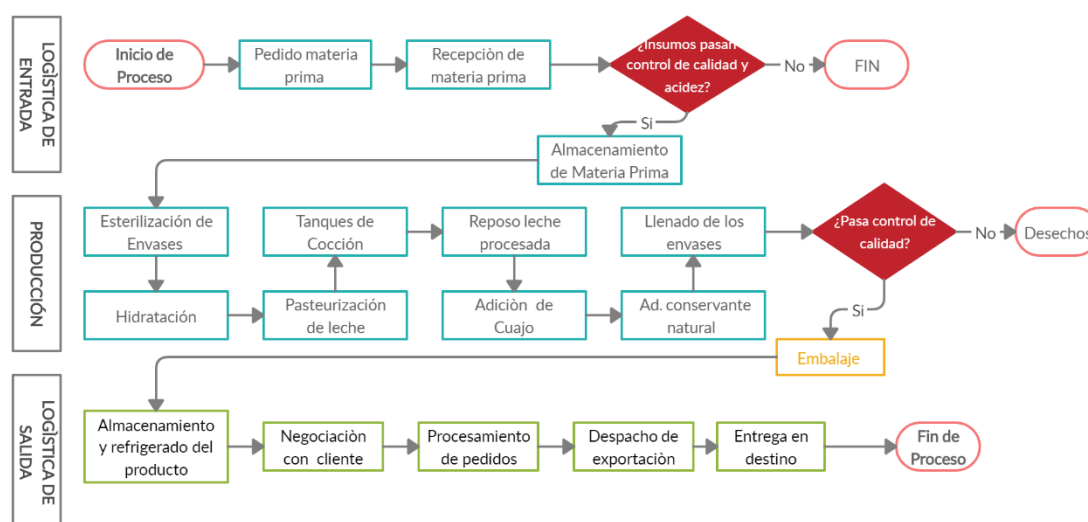 LOGÌSTICA DE
ENTRADA
Inicio de
Proceso
Pedido materia
prima
Recepciòn de
materia prima
¿Insumos pasan
control de calidad y
acidez?
No
FIN
Si
Almacenamiento
de Materia Prima
PRODUCCIÓN
Esterilización de
Envases
Tanques de
Cocción
Reposo leche
procesada
Llenado de los
envases
¿Pasa control de
calidad?
No
Desechos
Hidratación
Pasteurización
de leche
Adiciòn de
Cuajo
Ad. conservante
natural
Si
Embalaje
LOGÌSTICA DE
SALIDA
Almacenamiento
y refrigerado del
producto
Negociaciòn
con cliente
Procesamiento
de pedidos
Despacho de
exportaciòn
Entrega en
destino
Fin de
Proceso